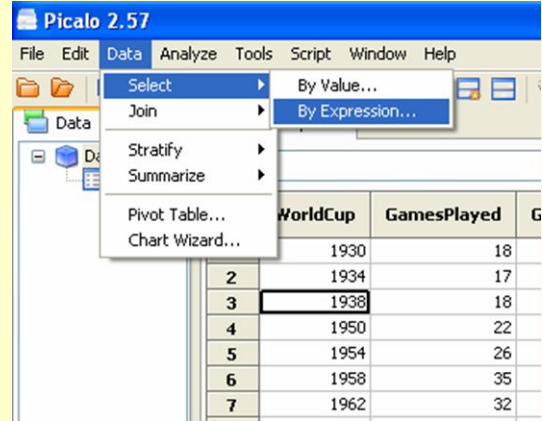 Picalo 2.57
File Edit Data Analyze Tools Script Window Help
Select By Value...
Join By Expression...
Data
Stratify
Summarize
Pivot Table...
Chart Wizard...
WorldCup GamesPlayed G
1930 18
2 1934 17
3 1938 18
4 1950 22
5 1954 26
6 1958 35
7 1962 32